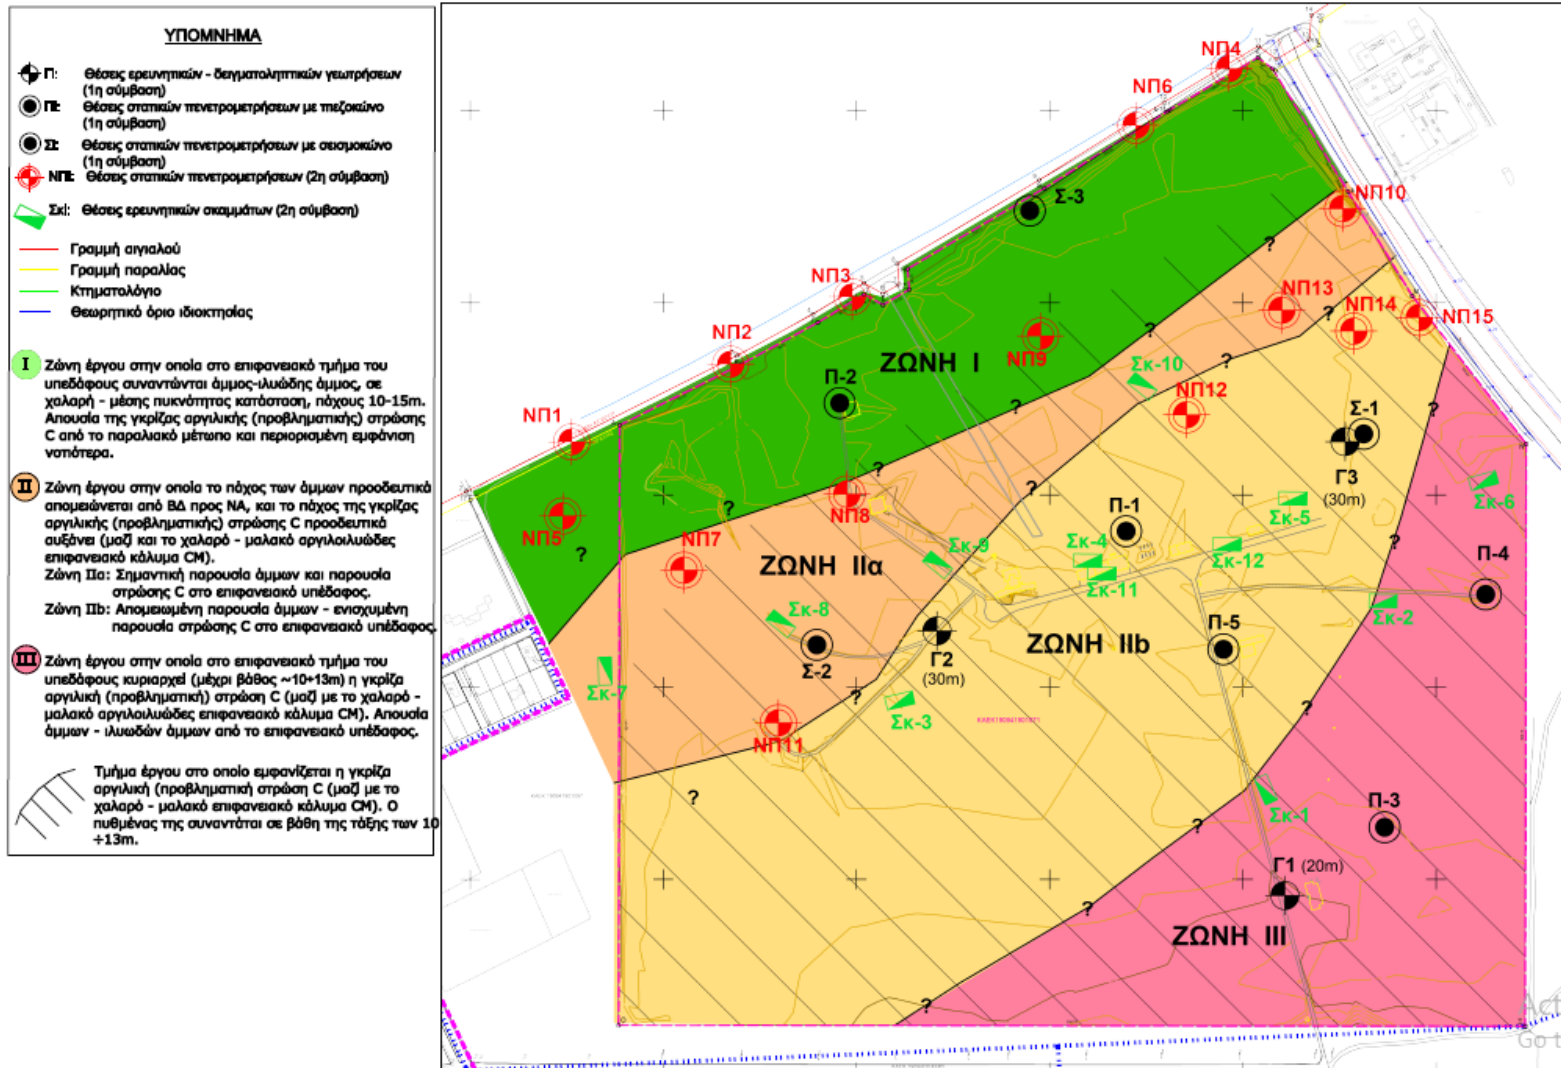 ΥΠΟΜΝΗΜΑ
Θέσεις ερευνητικών - δειγματοληπτικών γεωτρήσεων
(1η σύμβαση)
Θέσεις στατικών πενετρομετρήσεων με πιεζοκώνο
(1η σύμβαση)
Θέσεις στατικών πενετρομετρήσεων με σεισμοκώνο
(1η σύμβαση)
Θέσεις στατικών πενετρομετρήσεων (2η σύμβαση)
Θέσεις ερευνητικών σκαμμάτων (2η σύμβαση)
Γραμμή αιγιαλού
Γραμμή παραλίας
Κτηματολόγιο
Θεωρητικό όριο ιδιοκτησίας
I
Ζώνη έργου στην οποία στο επιφανειακό τμήμα του
υπεδάφους συναντώνται άμμος-ιλυώδης άμμος, σε
χαλαρή - μέσης πυκνότητας κατάσταση, πάχους 10-15m.
Απουσία της γκρίζας αργιλικής (προβληματικής) στρώσης
C από το παραλιακό μέτωπο και περιορισμένη εμφάνιση
νοτιότερα.
II
Ζώνη έργου στην οποία το πάχος των άμμων προοδευτικά
απομειώνεται από ΒΔ προς ΝΑ, και το πάχος της γκρίζας
αργιλικής (προβληματικής) στρώσης C προοδευτικά
αυξάνει (μαζί και το χαλαρό - μαλακό αργιλοιλυώδες
επιφανειακό κάλυμα CM).
Ζώνη IIa: Σημαντική παρουσία άμμων και παρουσία
στρώσης C στο επιφανειακό υπέδαφος.
Ζώνη IIb: Απομειωμένη παρουσία άμμων - ενισχυμένη
παρουσία στρώσης C στο επιφανειακό υπέδαφος.
III
Ζώνη έργου στην οποία στο επιφανειακό τμήμα του
υπεδάφους κυριαρχεί (μέχρι βάθος ~10÷13m) η γκρίζα
αργιλική (προβληματική) στρώση C (μαζί με το χαλαρό -
μαλακό αργιλοιλυώδες επιφανειακό κάλυμα CM). Απουσία
άμμων - ιλυωδών άμμων από το επιφανειακό υπέδαφος.
Τμήμα έργου στο οποίο εμφανίζεται η γκρίζα
αργιλική (προβληματική στρώση C (μαζί με το
χαλαρό - μαλακό επιφανειακό κάλυμα CM). Ο
πυθμένας της συναντάται σε βάθη της τάξης των 10
÷13m.
ΝΠ4
ΝΠ6
ΝΠ10
Σ-3
ΝΠ3
ΝΠ13
ΝΠ14
ΝΠ15
ΝΠ2
ΝΠ9
ΖΩΝΗ I
Σκ-10
Π-2
ΝΠ12
Σ-1
ΝΠ1
Γ3
(30m)
Σκ-6
ΝΠ8
Π-1
Σκ-5
ΝΠ5
ΝΠ7
ΖΩΝΗ IIα
Σκ-9
Σκ-4
Σκ-12
Π-4
Σκ-11
Σκ-2
Σκ-8
Σ-2
Γ2
(30m)
ΖΩΝΗ IIb
Π-5
Σκ-7
Σκ-3
ΝΠ11
Σκ-1
Π-3
Γ1 (20m)
ΖΩΝΗ III
Go t